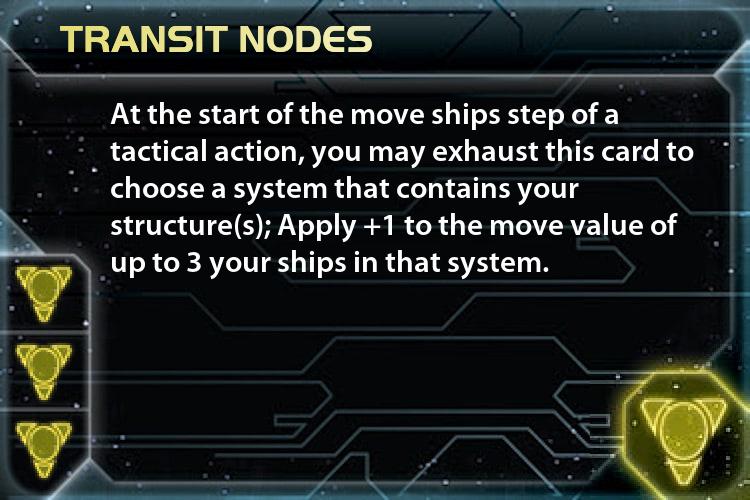 TRANSIT NODES
At the start of the move ships step of a
tactical action, you may exhaust this card to
choose a system that contains your
structure(s); Apply +1 to the move value of
up to 3 your ships in that system.